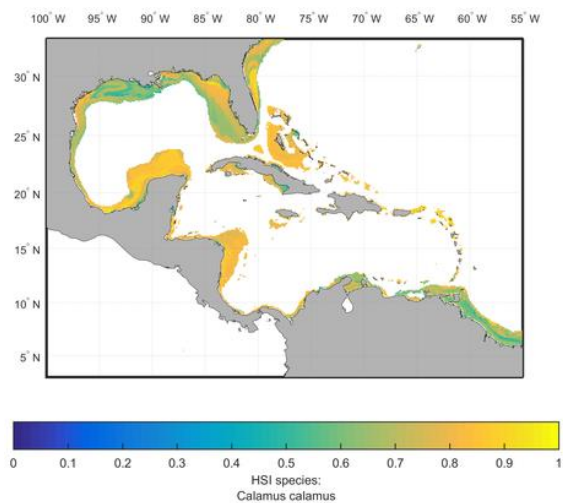 100° W 95° W 90° W 85° W 80° W 75° W 70° W 65° W 60° W 55° W
30° N
25° N
20° N
15° N
10° N
5° N
0 0.1 0.2 0.3 0.4 0.5 0.6 0.7 0.8 0.9 1
HSI species:
Calamus calamus